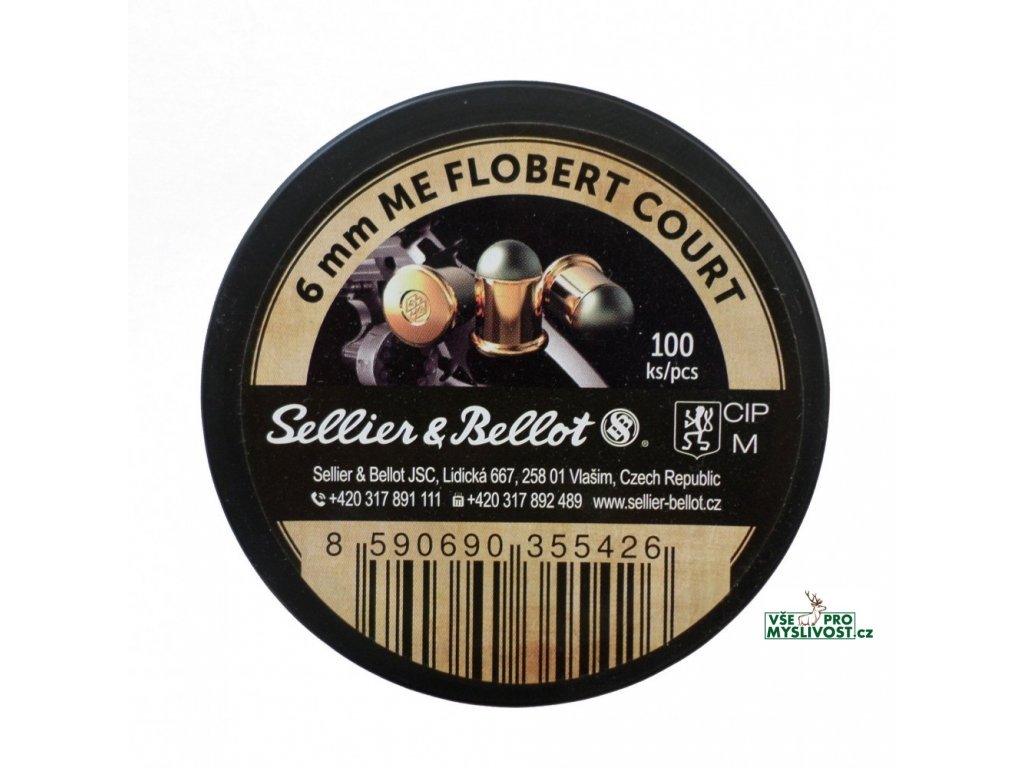 6 mm ME FLOBERT COURT
100
ks/pcs
Sellier & Bellot ®
CIP
M
Sellier & Bellot JSC, Lidická 667, 258 01 Vlašim, Czech Republic
+420 317 891 111 +420 317 892 489 www.sellier-bellot.cz
8 590690 355426
VŠE PRO
MYSLIVOST.cz